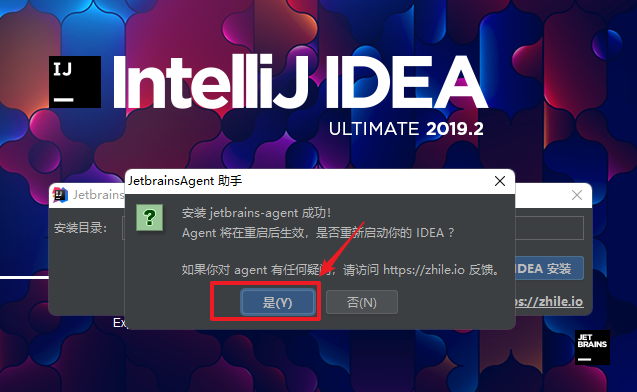 IJ
IntelliJ IDEA
ULTIMATE 2019.2
JetbrainsAgent 助手
Jetbrains
安装 jetbrains-agent 成功!
Agent 将在重启后生效，是否重新启动你的 IDEA ?
安装目录:
如果你对 agent 有任何疑问，请访问 https://zhile.io 反馈。
IDEA 安装
是(Y)
否(N)
ps://zhile.io
Exp
JET
BRAINS